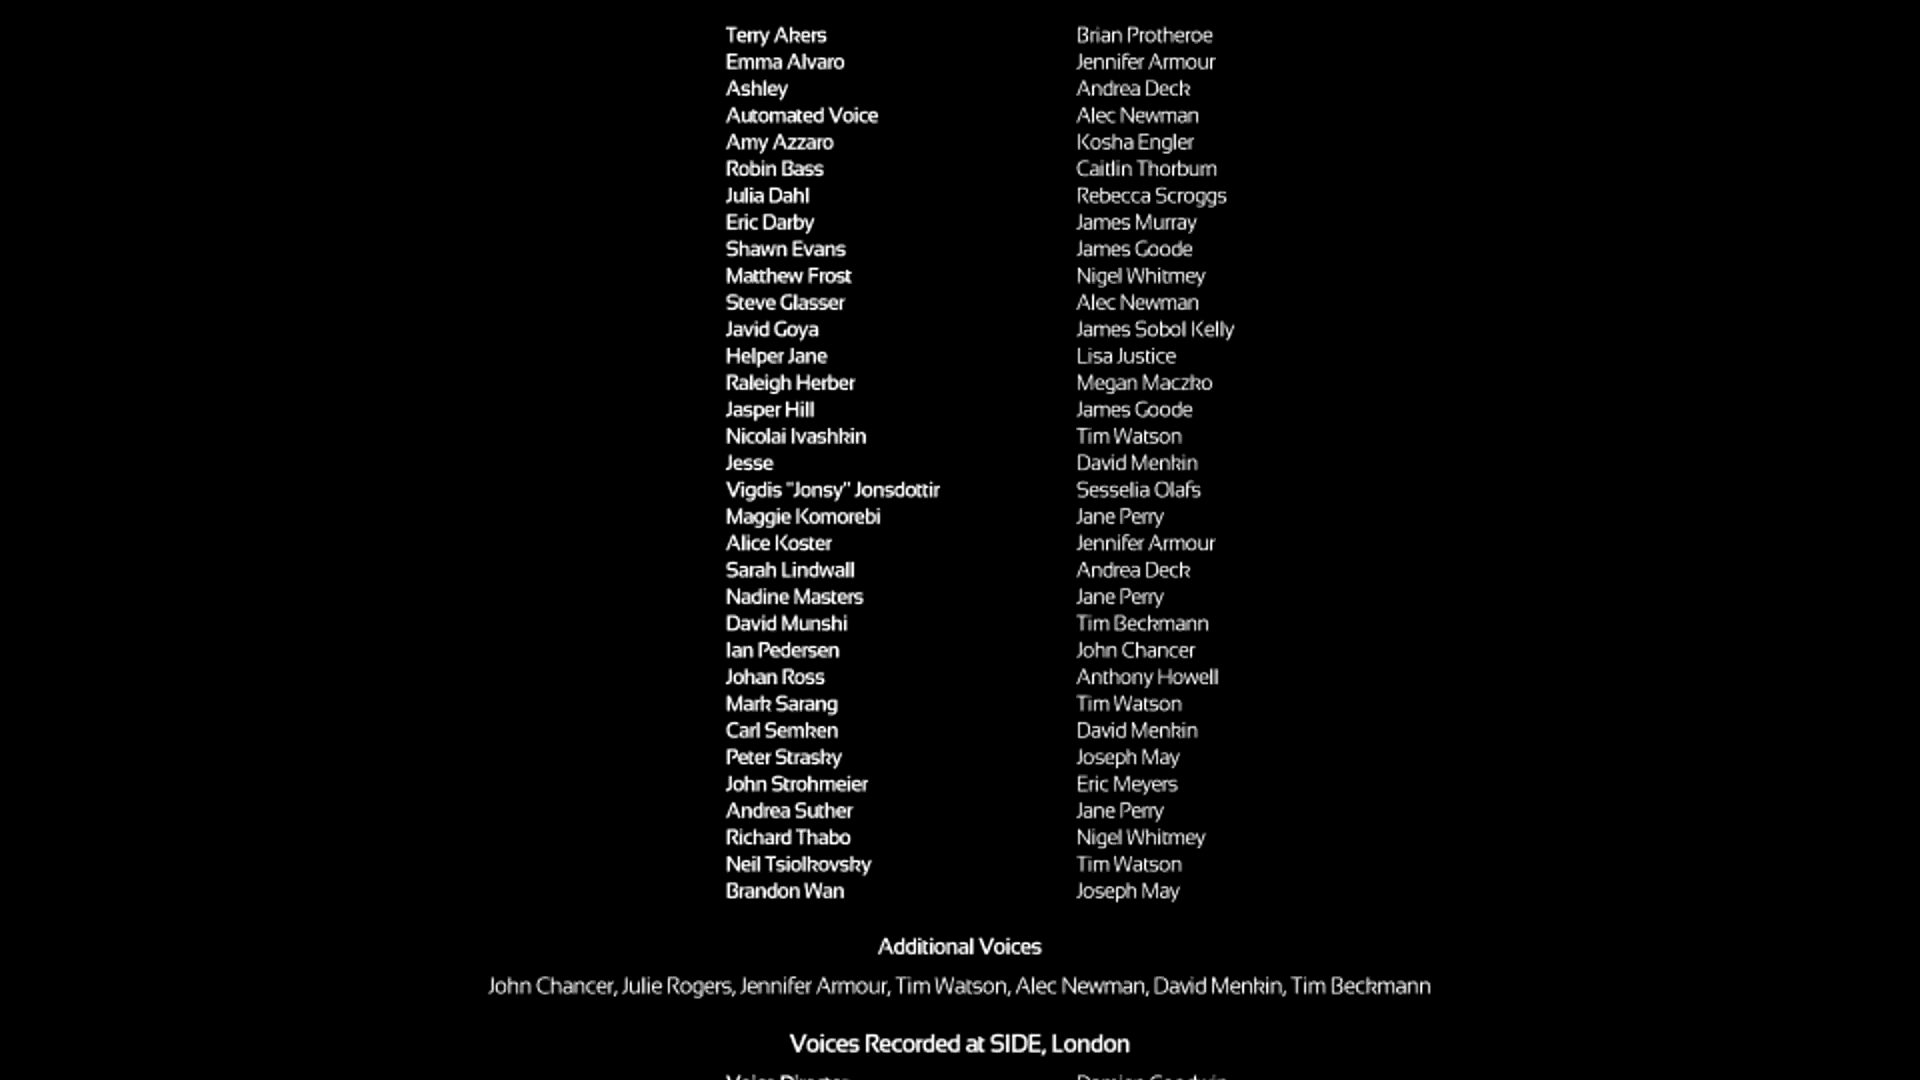 Terry Akers Brian Protheroe
Emma Alvaro Jennifer Armour
Ashley Andrea Deck
Automated Voice Alec Newman
Amy Azzaro Kosha Engler
Robin Bass Caitlin Thorburn
Julia Dahl Rebecca Scroggs
Eric Darby James Murray
Shawn Evans James Goode
Matthew Frost Nigel Whitmey
Steve Glasser Alec Newman
Javid Goya James Sobol Kelly
Helper Jane Lisa Justice
Raleigh Herber Megan Maczko
Jasper Hill James Goode
Nicolai Ivashkin Tim Watson
Jesse David Menkin
Vigdis "Jonsy" Jonsdottir Sesselia Olafs
Maggie Komorebi Jane Perry
Alice Koster Jennifer Armour
Sarah Lindwall Andrea Deck
Nadine Masters Jane Perry
David Munshi Tim Beckmann
Ian Pedersen John Chancer
Johan Ross Anthony Howell
Mark Sarang Tim Watson
Carl Semken David Menkin
Peter Strasky Joseph May
John Strohmeier Eric Meyers
Andrea Suther Jane Perry
Richard Thabo Nigel Whitmey
Neil Tsiolkovsky Tim Watson
Brandon Wan Joseph May
Additional Voices
John Chancer, Julie Rogers, Jennifer Armour, Tim Watson, Alec Newman, David Menkin, Tim Beckmann
Voices Recorded at SIDE, London
Voice Director